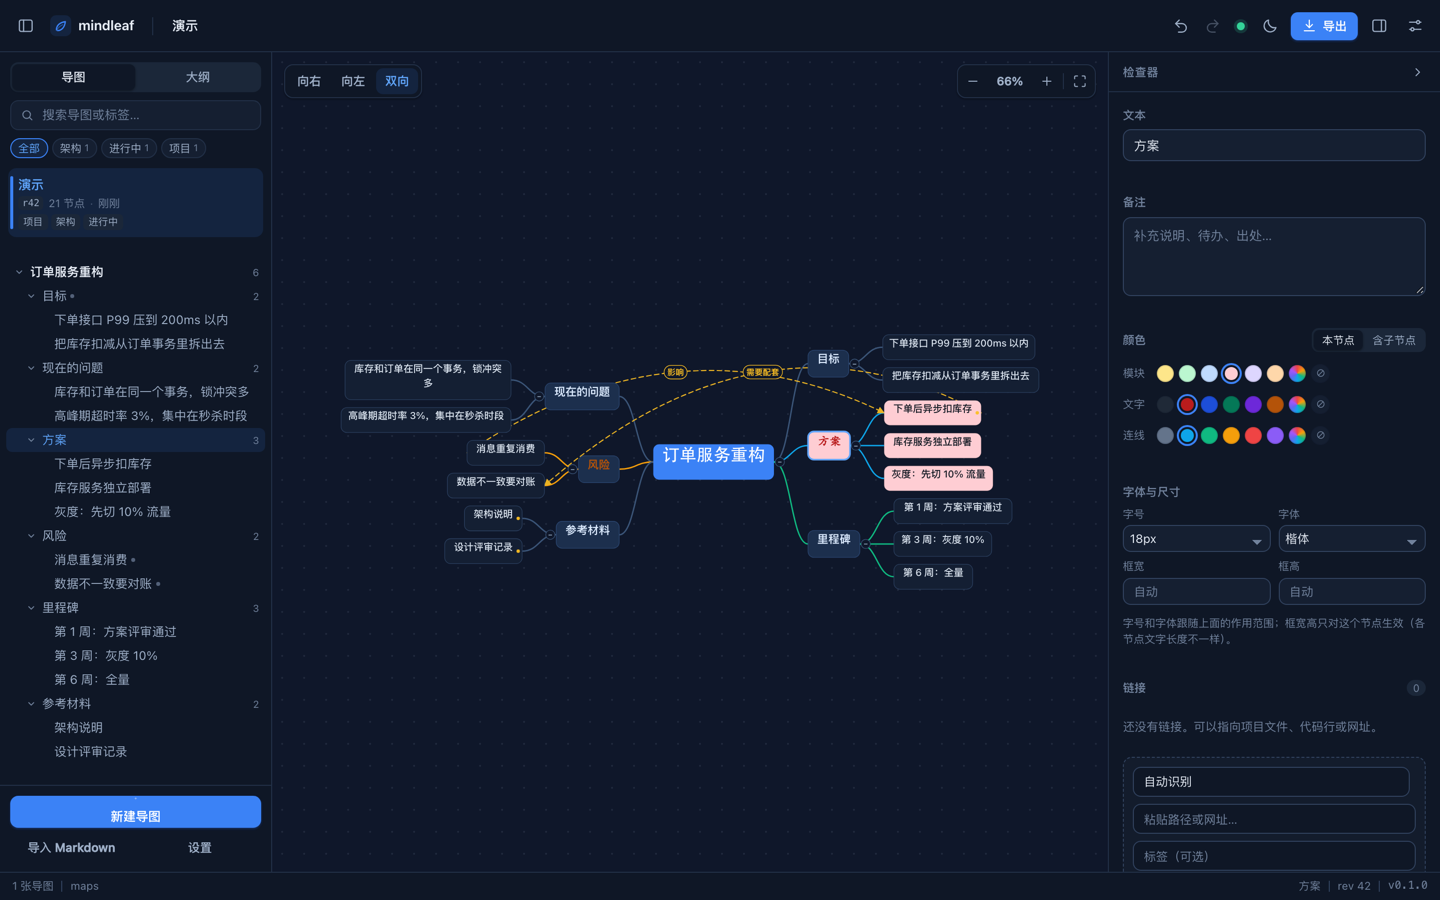 mindleaf
演示
导出
导图
大纲
搜索导图或标签...
全部
架构 1
进行中 1
项目 1
演示
r42 21 节点 · 刚刚
项目 架构 进行中
订单服务重构 6
目标 2
下单接口 P99 压到 200ms 以内
把库存扣减从订单事务里拆出去
现在的问题 2
库存和订单在同一个事务，锁冲突多
高峰期超时率 3%，集中在秒杀时段
方案 3
下单后异步扣库存
库存服务独立部署
灰度：先切 10% 流量
风险 2
消息重复消费
数据不一致要对账
里程碑 3
第 1 周：方案评审通过
第 3 周：灰度 10%
第 6 周：全量
参考材料 2
架构说明
设计评审记录
新建导图
导入 Markdown
设置
1 张导图 | maps
向右
向左
双向
66%
库存和订单在同一个事务，锁冲突
多
高峰期超时率 3%，集中在秒杀时段
现在的问题
消息重复消费
数据不一致要对账
风险
架构说明
设计评审记录
参考材料
影响
需要配套
订单服务重构
目标
下单接口 P99 压到 200ms 以内
把库存扣减从订单事务里拆出去
方案
下单后异步扣库存
库存服务独立部署
灰度：先切 10% 流量
里程碑
第 1 周：方案评审通过
第 3 周：灰度 10%
第 6 周：全量
检查器
文本
方案
备注
补充说明、待办、出处...
颜色
本节点
含子节点
模块
文字
连线
字体与尺寸
字号
字体
18px
楷体
框宽
框高
自动
自动
字号和字体跟随上面的作用范围；框宽高只对这个节点生效（各
节点文字长度不一样）。
链接
0
还没有链接。可以指向项目文件、代码行或网址。
自动识别
粘贴路径或网址...
标签（可选）
方案 | rev 42 | v0.1.0